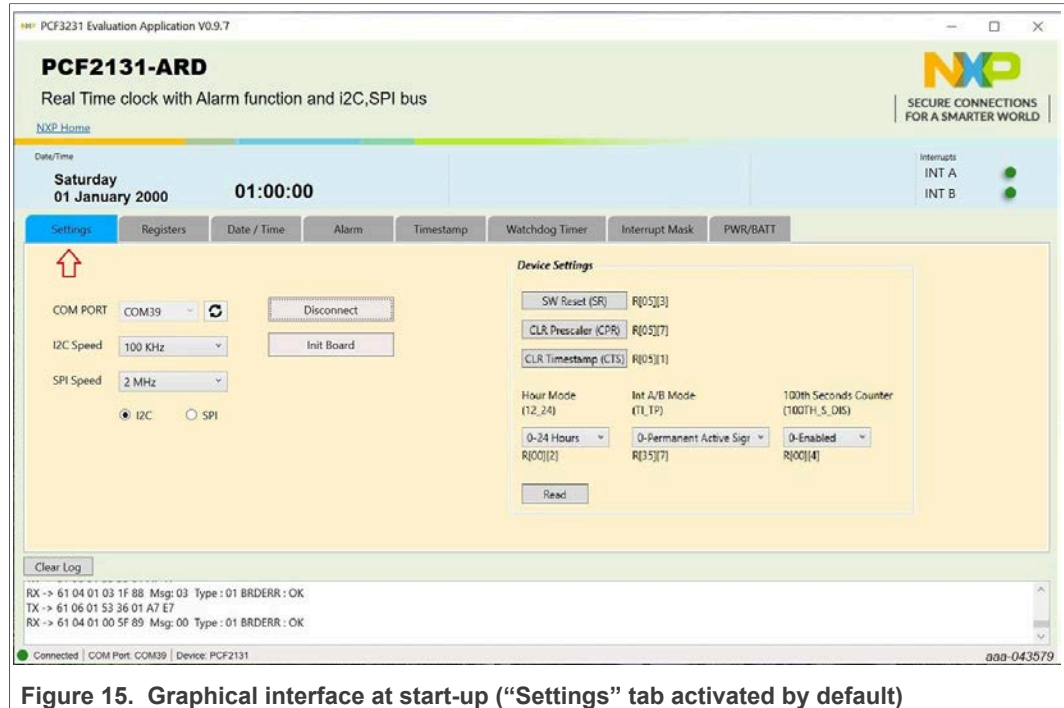 PCF3231 Evaluation Application V0.9.7
PCF2131-ARD
Real Time clock with Alarm function and i2C,SPI bus
NXP Home
NXP
SECURE CONNECTIONS
FOR A SMARTER WORLD
Date/Time
Saturday
01 January 2000
01:00:00
Interrupts
INT A
INT B
Settings Registers Date / Time Alarm Timestamp Watchdog Timer Interrupt Mask PWR/BATT
COM PORT COM39 Disconnect
I2C Speed 100 KHz Init Board
SPI Speed 2 MHz
I2C SPI
Device Settings
SW Reset (SR) R[05][3]
CLR Prescaler (CPR) R[05][7]
CLR Timestamp (CTS) R[05][1]
Hour Mode Int A/B Mode 100th Seconds Counter
(12_24) (TI_TP) (100TH_S_DIS)
0-24 Hours 0-Permanent Active Sigr 0-Enabled
R[00][2] R[35][7] R[00][4]
Read
Clear Log
RX -> 61 04 01 03 1F 88 Msg: 03 Type : 01 BRDERR : OK
TX -> 61 06 01 53 36 01 A7 E7
RX -> 61 04 01 00 5F 89 Msg: 00 Type : 01 BRDERR : OK
Connected COM Port: COM39 Device: PCF2131
aaa-043579
Figure 15. Graphical interface at start-up (“Settings” tab activated by default)